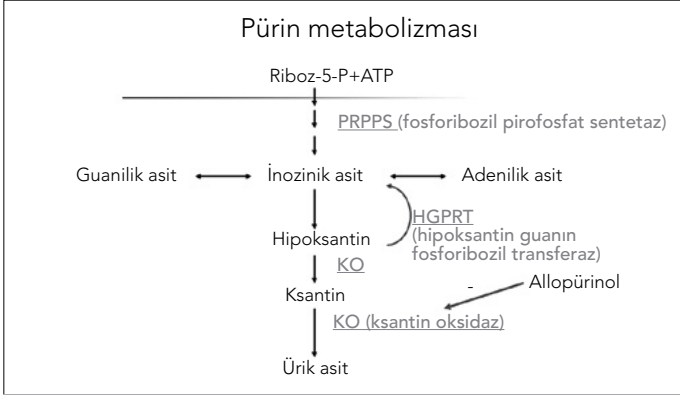 Pürin metabolizması
Riboz-5-P+ATP
PRPPS (fosforibozil pirofosfat sentetaz)
Guanilik asit
İnozinik asit
Adenilik asit
HGPRT
(hipoksantin guanın
fosforibozil transferaz)
Hipoksantin
KO
Ksantin
-
Allopürinol
KO (ksantin oksidaz)
Ürik asit